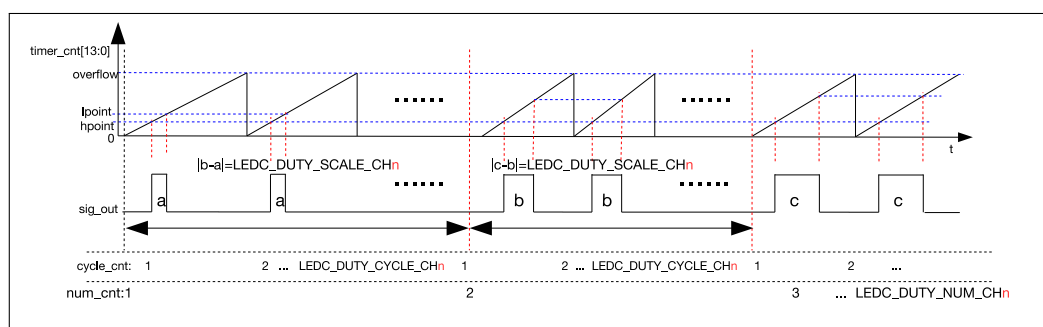 timer_cnt[13:0]
overflow
lpoint
hpoint
0
t
|b-a|=LEDC_DUTY_SCALE_CHn
|c-b|=LEDC_DUTY_SCALE_CHn
sig_out
a
a
b
b
c
c
cycle_cnt: 1 2 ... LEDC_DUTY_CYCLE_CHn 1 2 ... LEDC_DUTY_CYCLE_CHn 1 2 ...
num_cnt:1 2 3 ... LEDC_DUTY_NUM_CHn